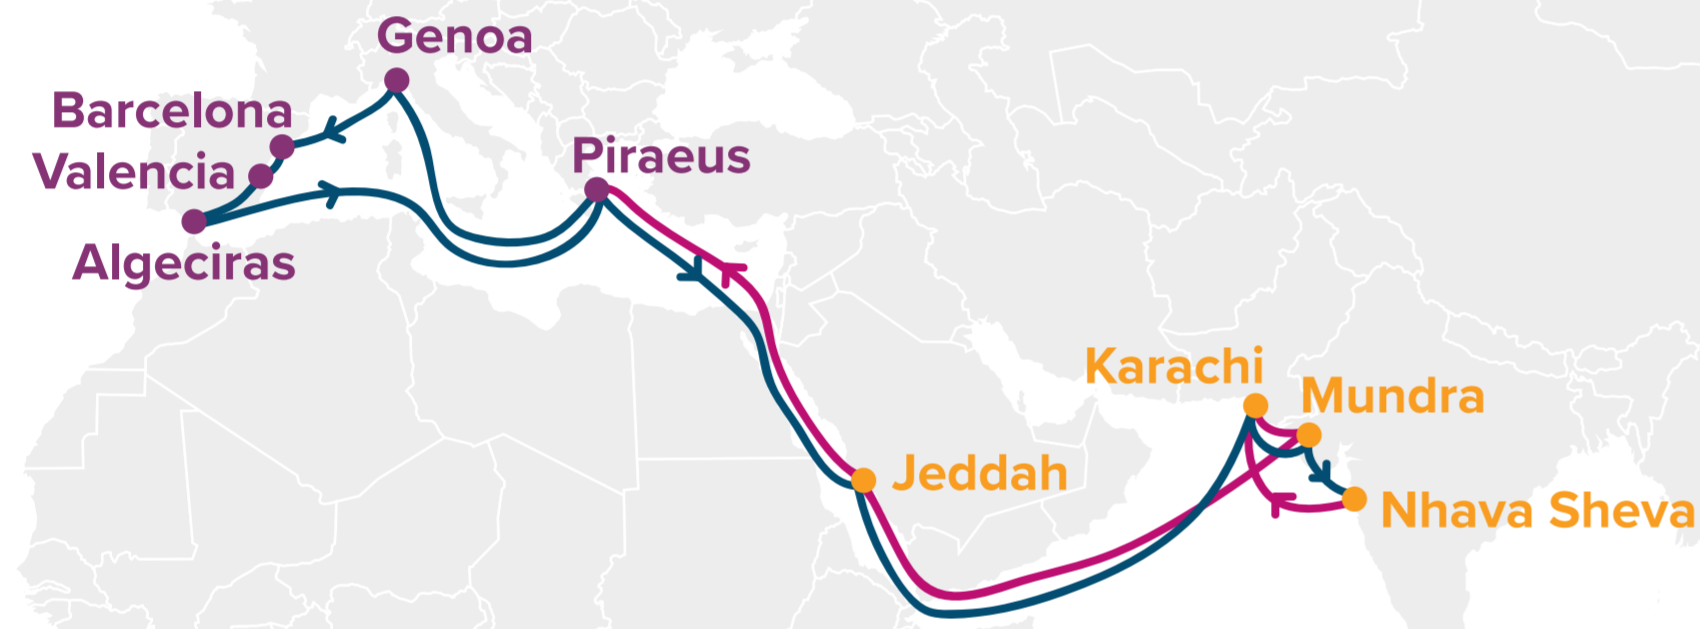 Genoa
Barcelona
Valencia
Piraeus
Algeciras
Karachi
Mundra
Jeddah
Nhava Sheva